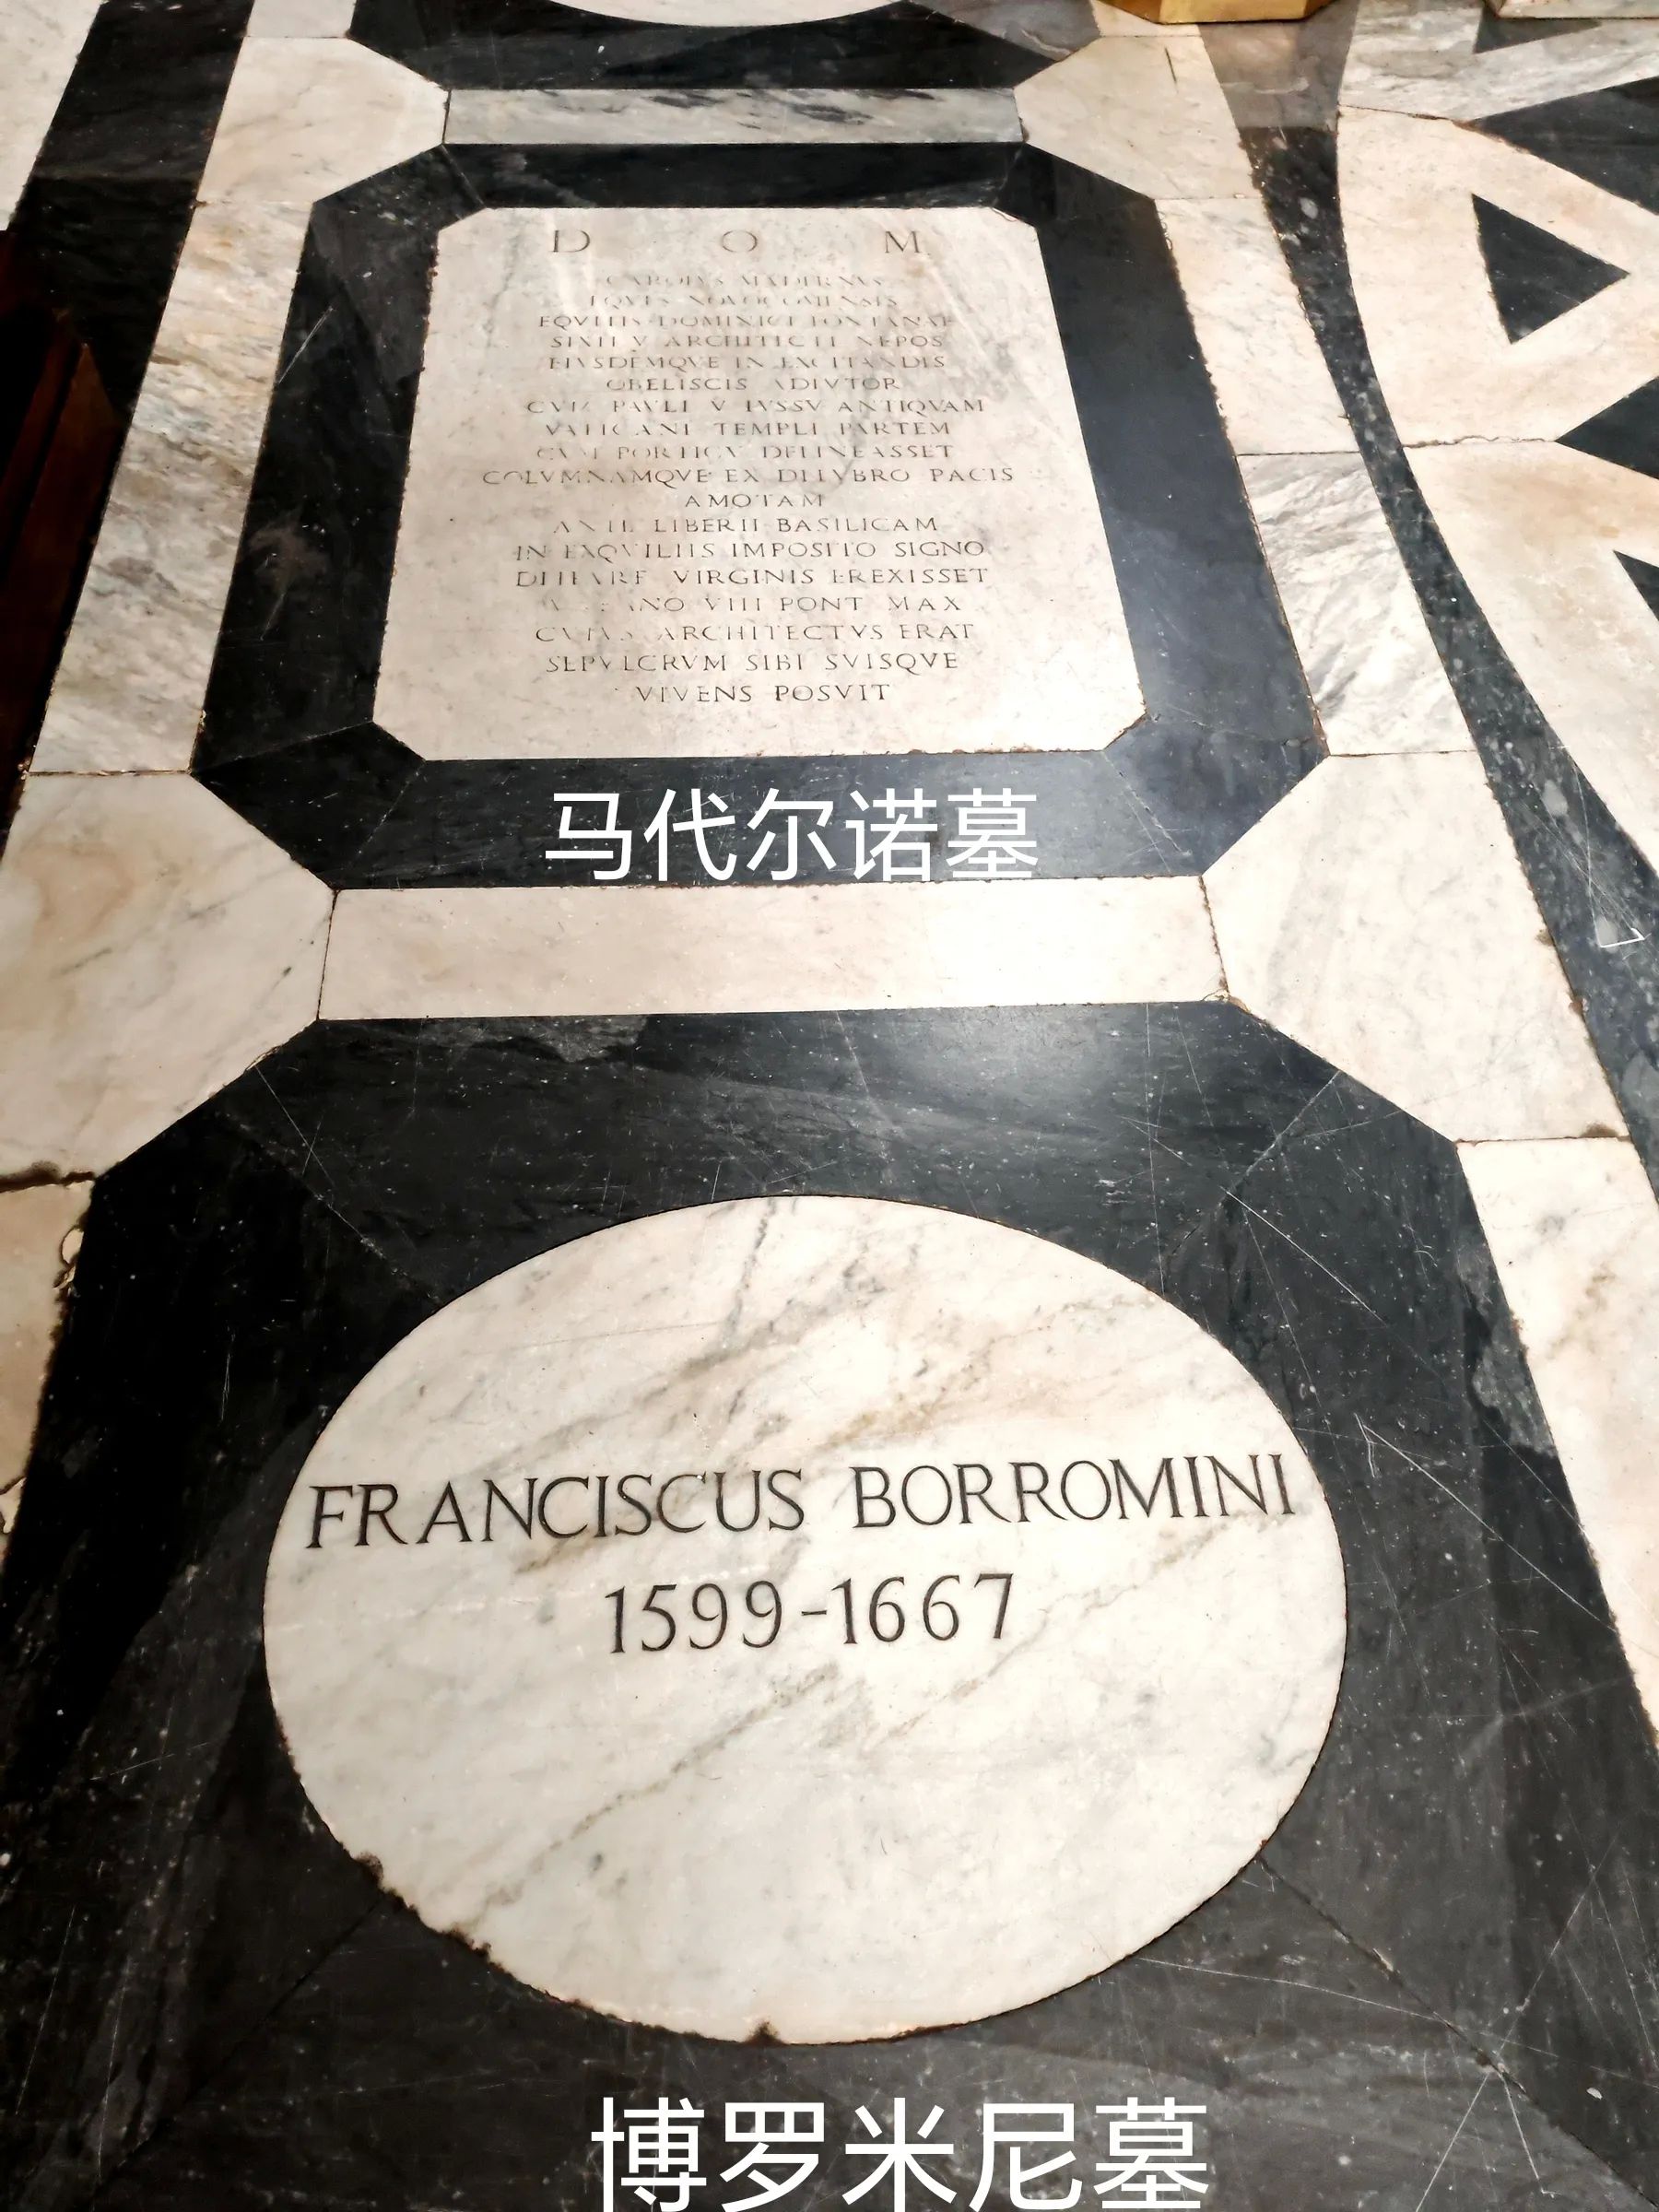 D O M
CAROLVS MADERNVS
EQVES NOVOCOMENSIS
EQVITIS DOMINICI FONTANAE
SIXTI V ARCHITECTI NEPOS
EIVSDEMQVE IN EXCITANDIS
OBELISCIS ADIVTOR
CVM PAVLI V IVSSV ANTIQVAM
VATICANI TEMPLI PARTEM
CVM PORTICV DELINEASSET
COLVMNAMQVE EX DELVBRO PACIS
AMOTAM
ANTE LIBERII BASILICAM
IN EXQVILIIS IMPOSITO SIGNO
DEIPARE VIRGINIS EREXISSET
VIII PONT MAX
CVIVS ARCHITECTVS ERAT
SEPVLCRVM SIBI SVISQVE
VIVENS POSVIT
马代尔诺墓
FRANCISCUS BORROMINI
1599-1667
博罗米尼墓